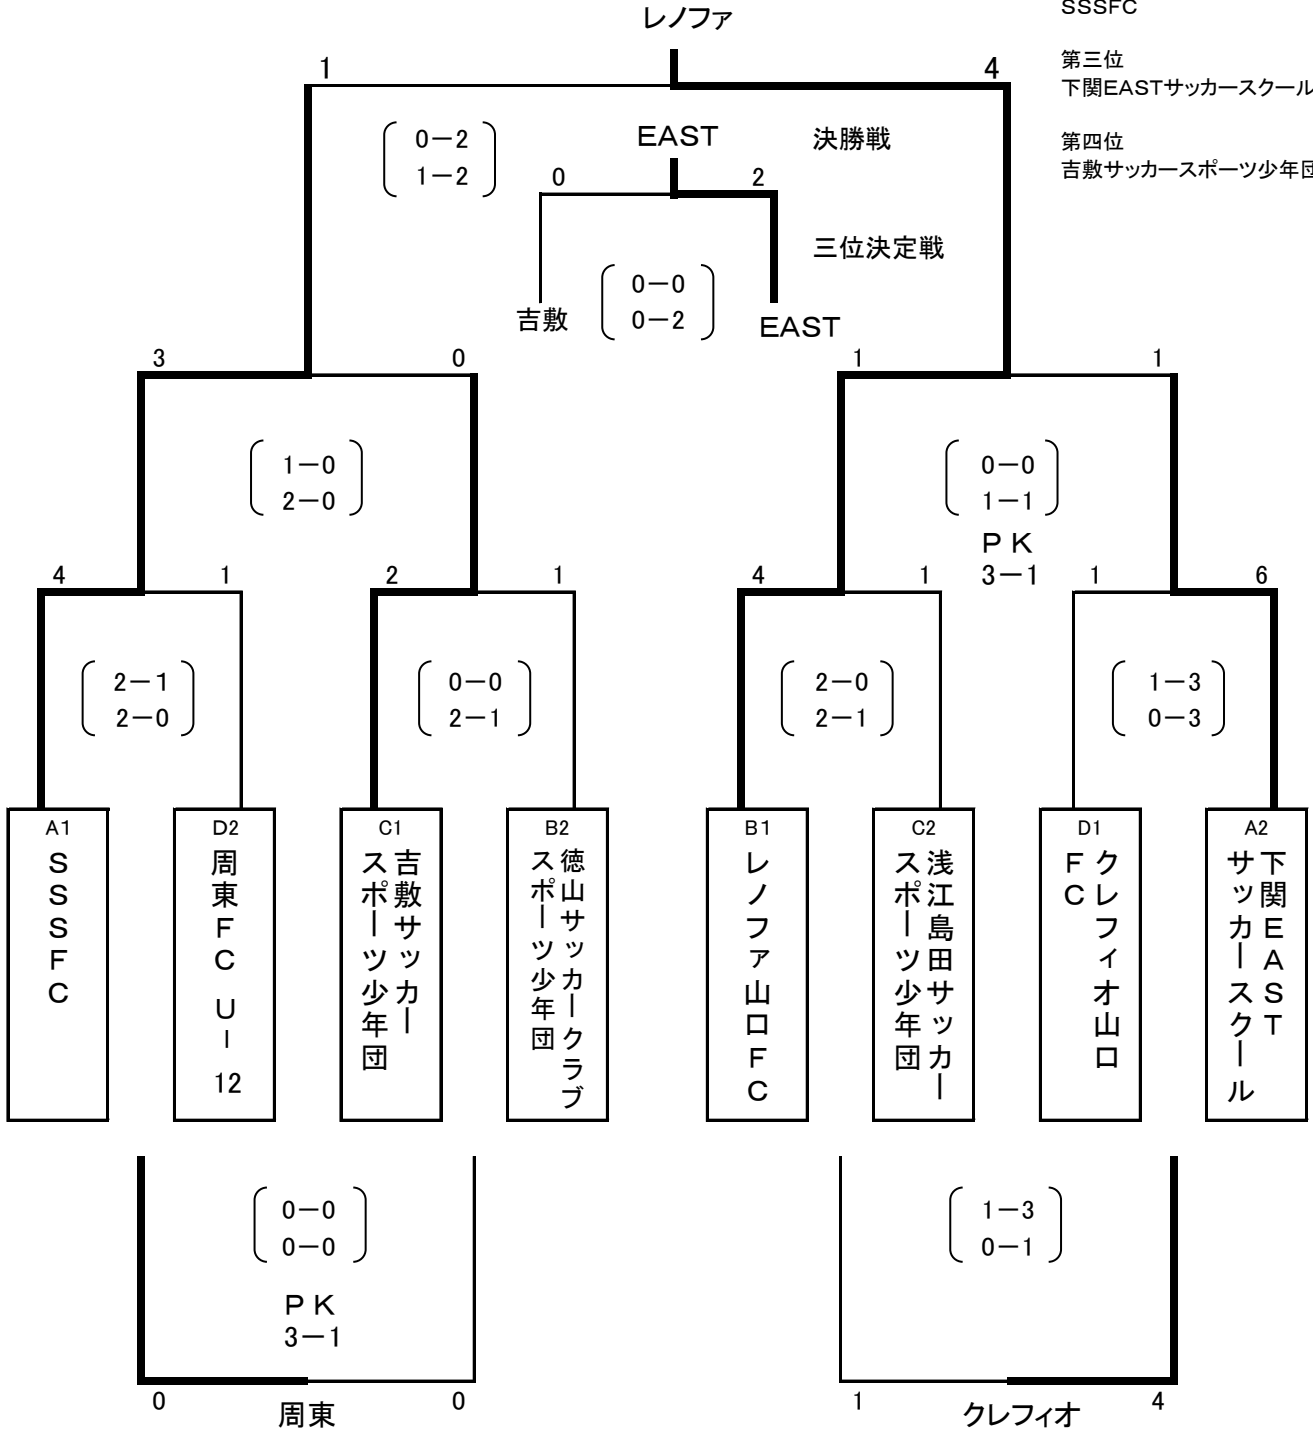 レノファ
SSSFC
第三位
下関EASTサッカースクール
第四位
吉敷サッカースポーツ少年団
1
4
0－2
1－2
EAST
決勝戦
0
2
三位決定戦
0－0
0－2
吉敷
EAST
3
0
1
1
1－0
2－0
0－0
1－1
PK
3－1
4
1
2
1
4
1
1
6
2－1
2－0
0－0
2－1
2－0
2－1
1－3
0－3
A1
SSSFC
D2
周東FC U－12
C1
吉敷サッカー
スポーツ少年団
B2
徳山サッカークラブ
スポーツ少年団
B1
レノファ山口FC
C2
浅江島田サッカー
スポーツ少年団
D1
クレフィオ山口
FC
A2
下関EAST
サッカースクール
0－0
0－0
PK
3－1
1－3
0－1
0
周東
0
1
クレフィオ
4